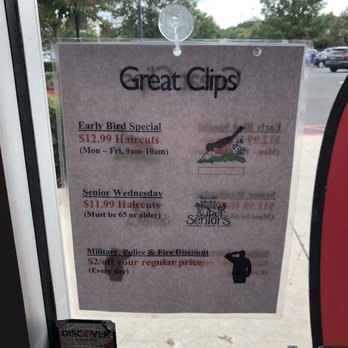 Great Clips
Early Bird Special
$12.99 Haircuts
(Mon – Fri, 9am-10am)
Senior Wednesday
$11.99 Haircuts
(Must be 65 or older)
Super
Seniors
Military, Police & Fire Discount
$2/off your regular price
(Every day)
DISCOVER